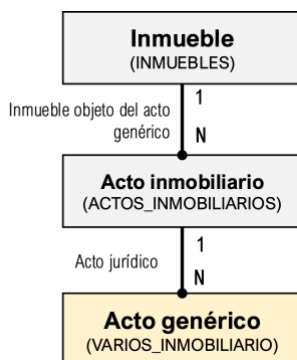 Inmueble
(INMUEBLES)
Inmueble objeto del acto
genérico
1
N
Acto inmobiliario
(ACTOS_INMOBILIARIOS)
Acto jurídico
1
N
Acto genérico
(VARIOS_INMOBILIARIO)